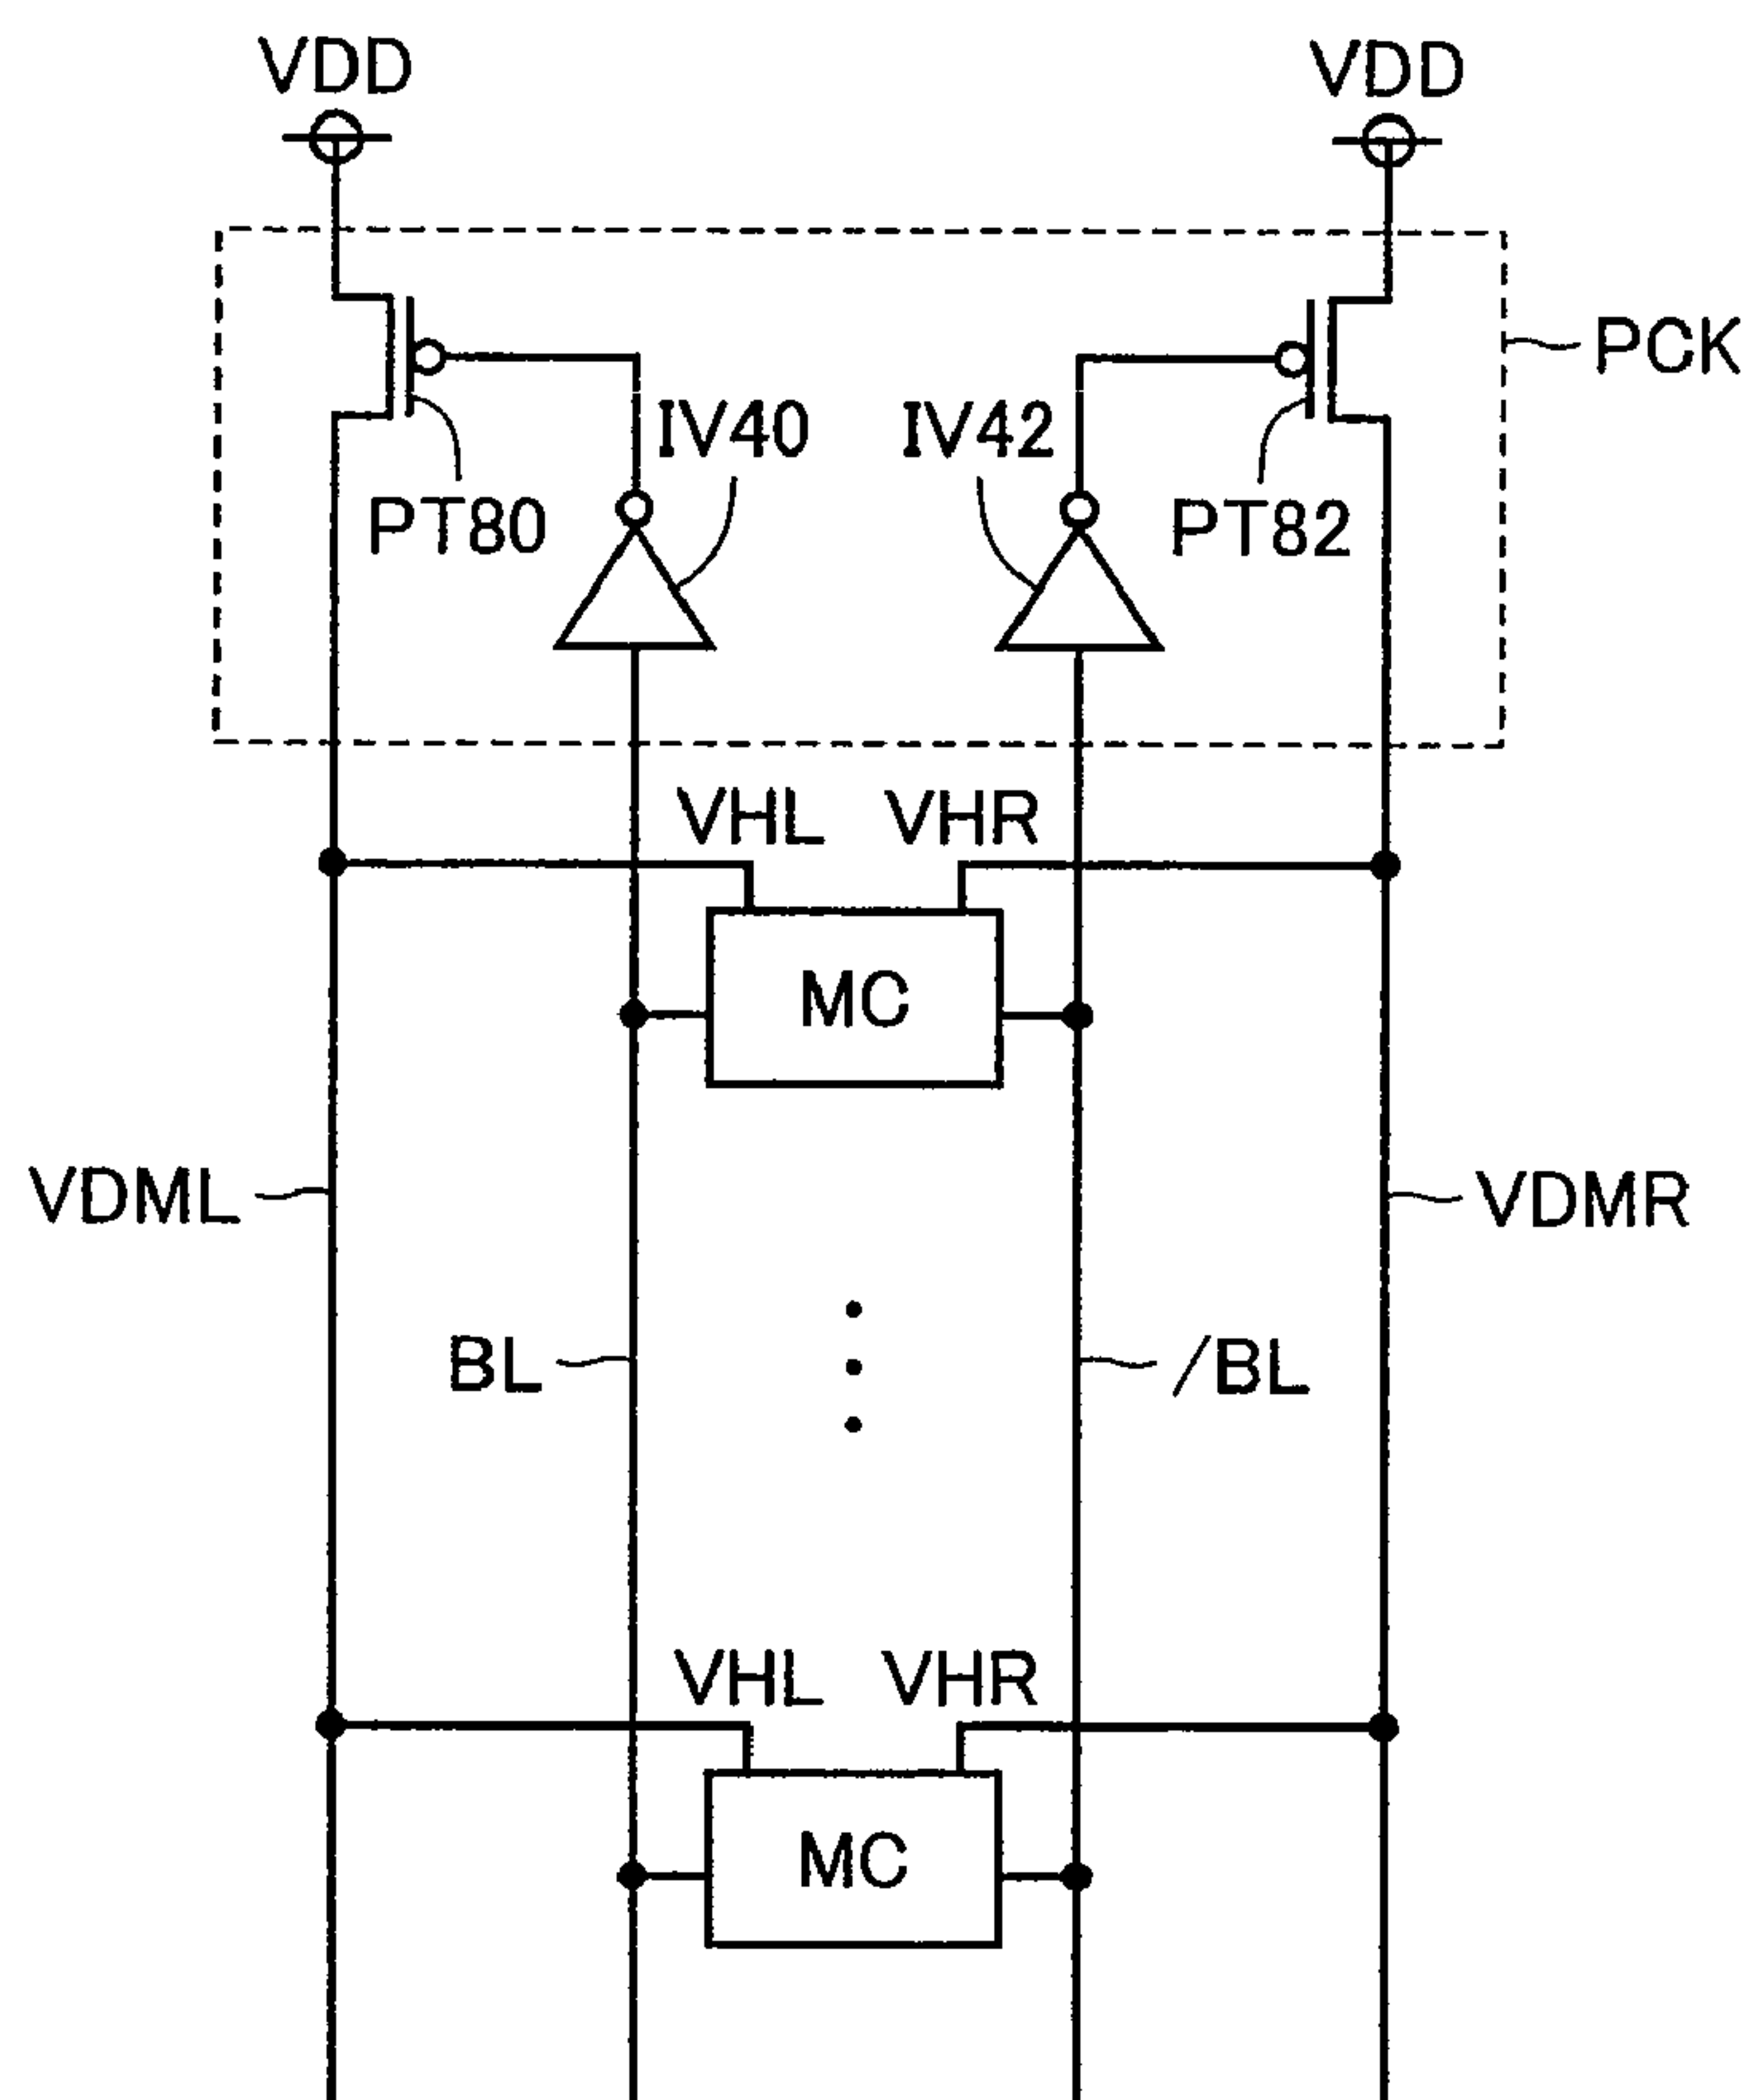 VDD VDD
PCK
IV40 IV42
PT80 PT82
VHL VHR
MC
VDML VDMR
BL /BL
VHL VHR
MC